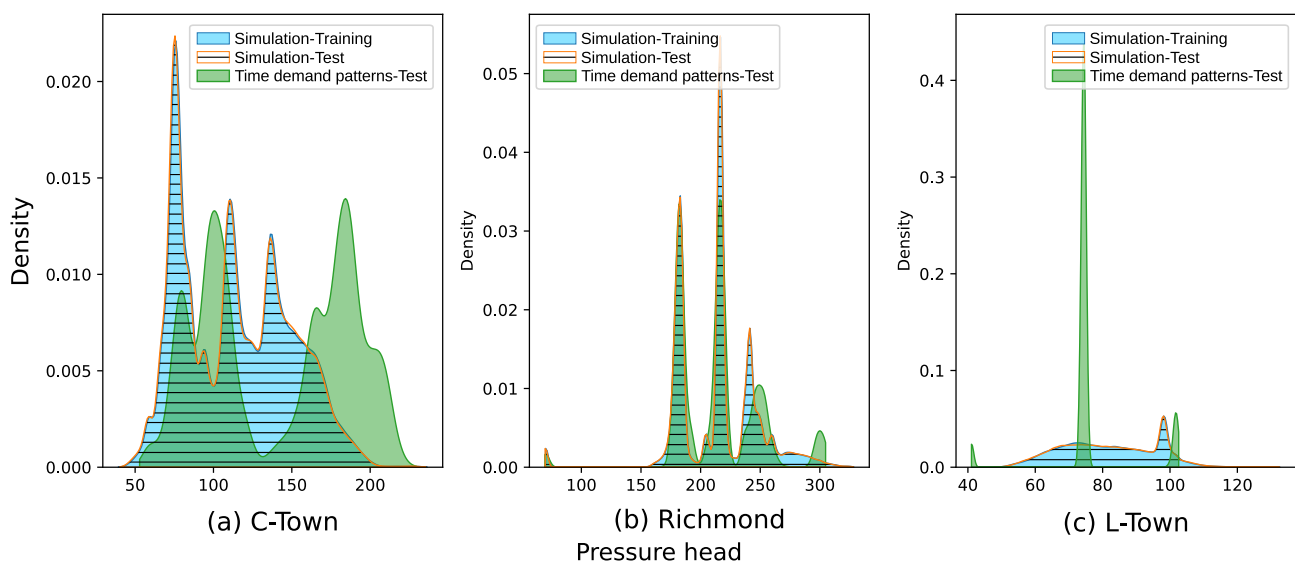 Simulation-Training
Simulation-Test
Time demand patterns-Test
0.020
0.015
0.010
0.005
0.000
Density
50 100 150 200
(a) C-Town
Simulation-Training
Simulation-Test
Time demand patterns-Test
0.05
0.04
0.03
0.02
0.01
0.00
Density
100 150 200 250 300
(b) Richmond
Simulation-Training
Simulation-Test
Time demand patterns-Test
0.4
0.3
0.2
0.1
0.0
Density
40 60 80 100 120
(c) L-Town
Pressure head